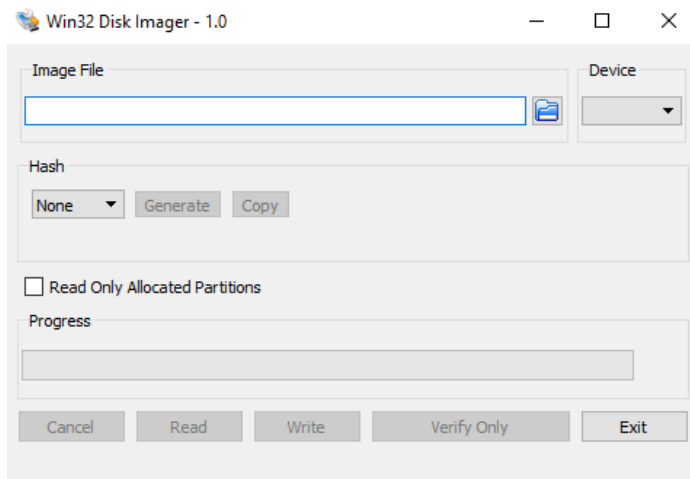 Win32 Disk Imager - 1.0
Image File
Device
Hash
None
Generate
Copy
Read Only Allocated Partitions
Progress
Cancel
Read
Write
Verify Only
Exit